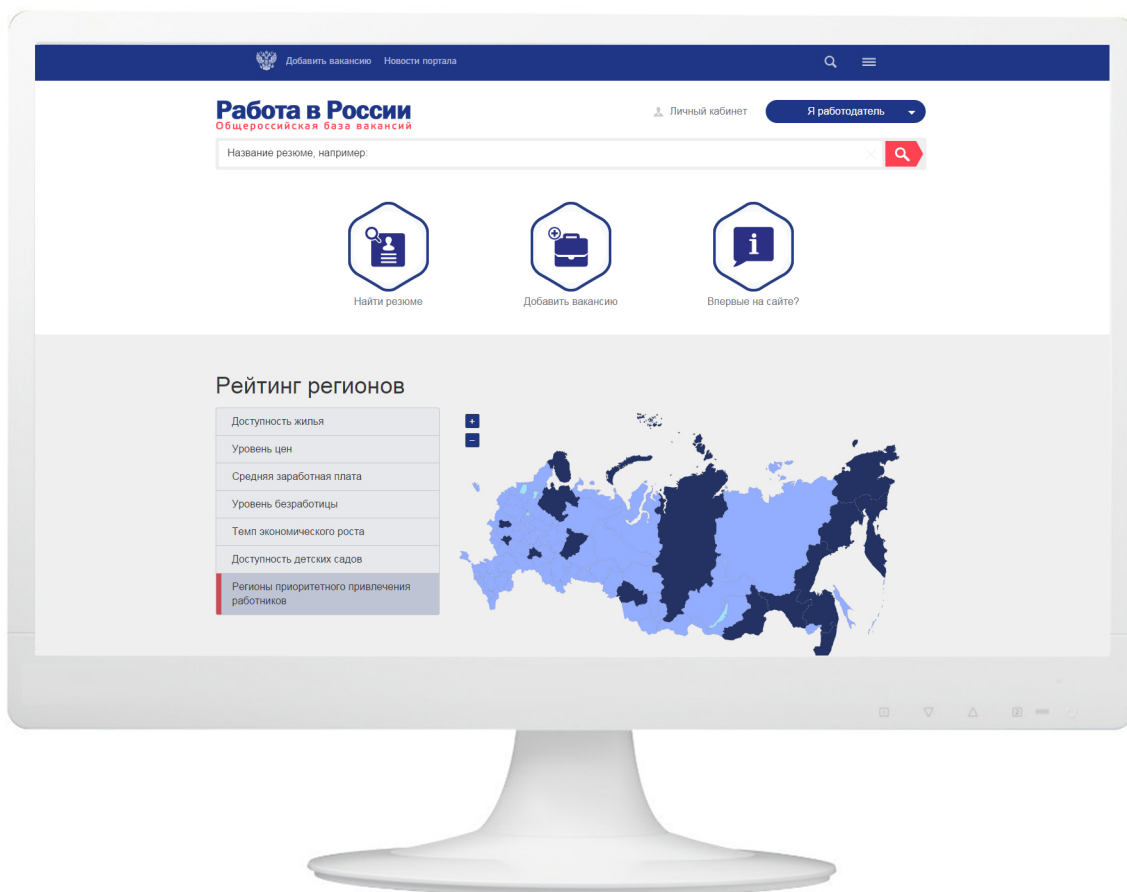 Добавить вакансию Новости портала
Работа в России
Общероссийская база вакансий
Личный кабинет
Я работодатель
Название резюме, например:
Найти резюме
Добавить вакансию
Впервые на сайте?
Рейтинг регионов
Доступность жилья
Уровень цен
Средняя заработная плата
Уровень безработицы
Темп экономического роста
Доступность детских садов
Регионы приоритетного привлечения
работников